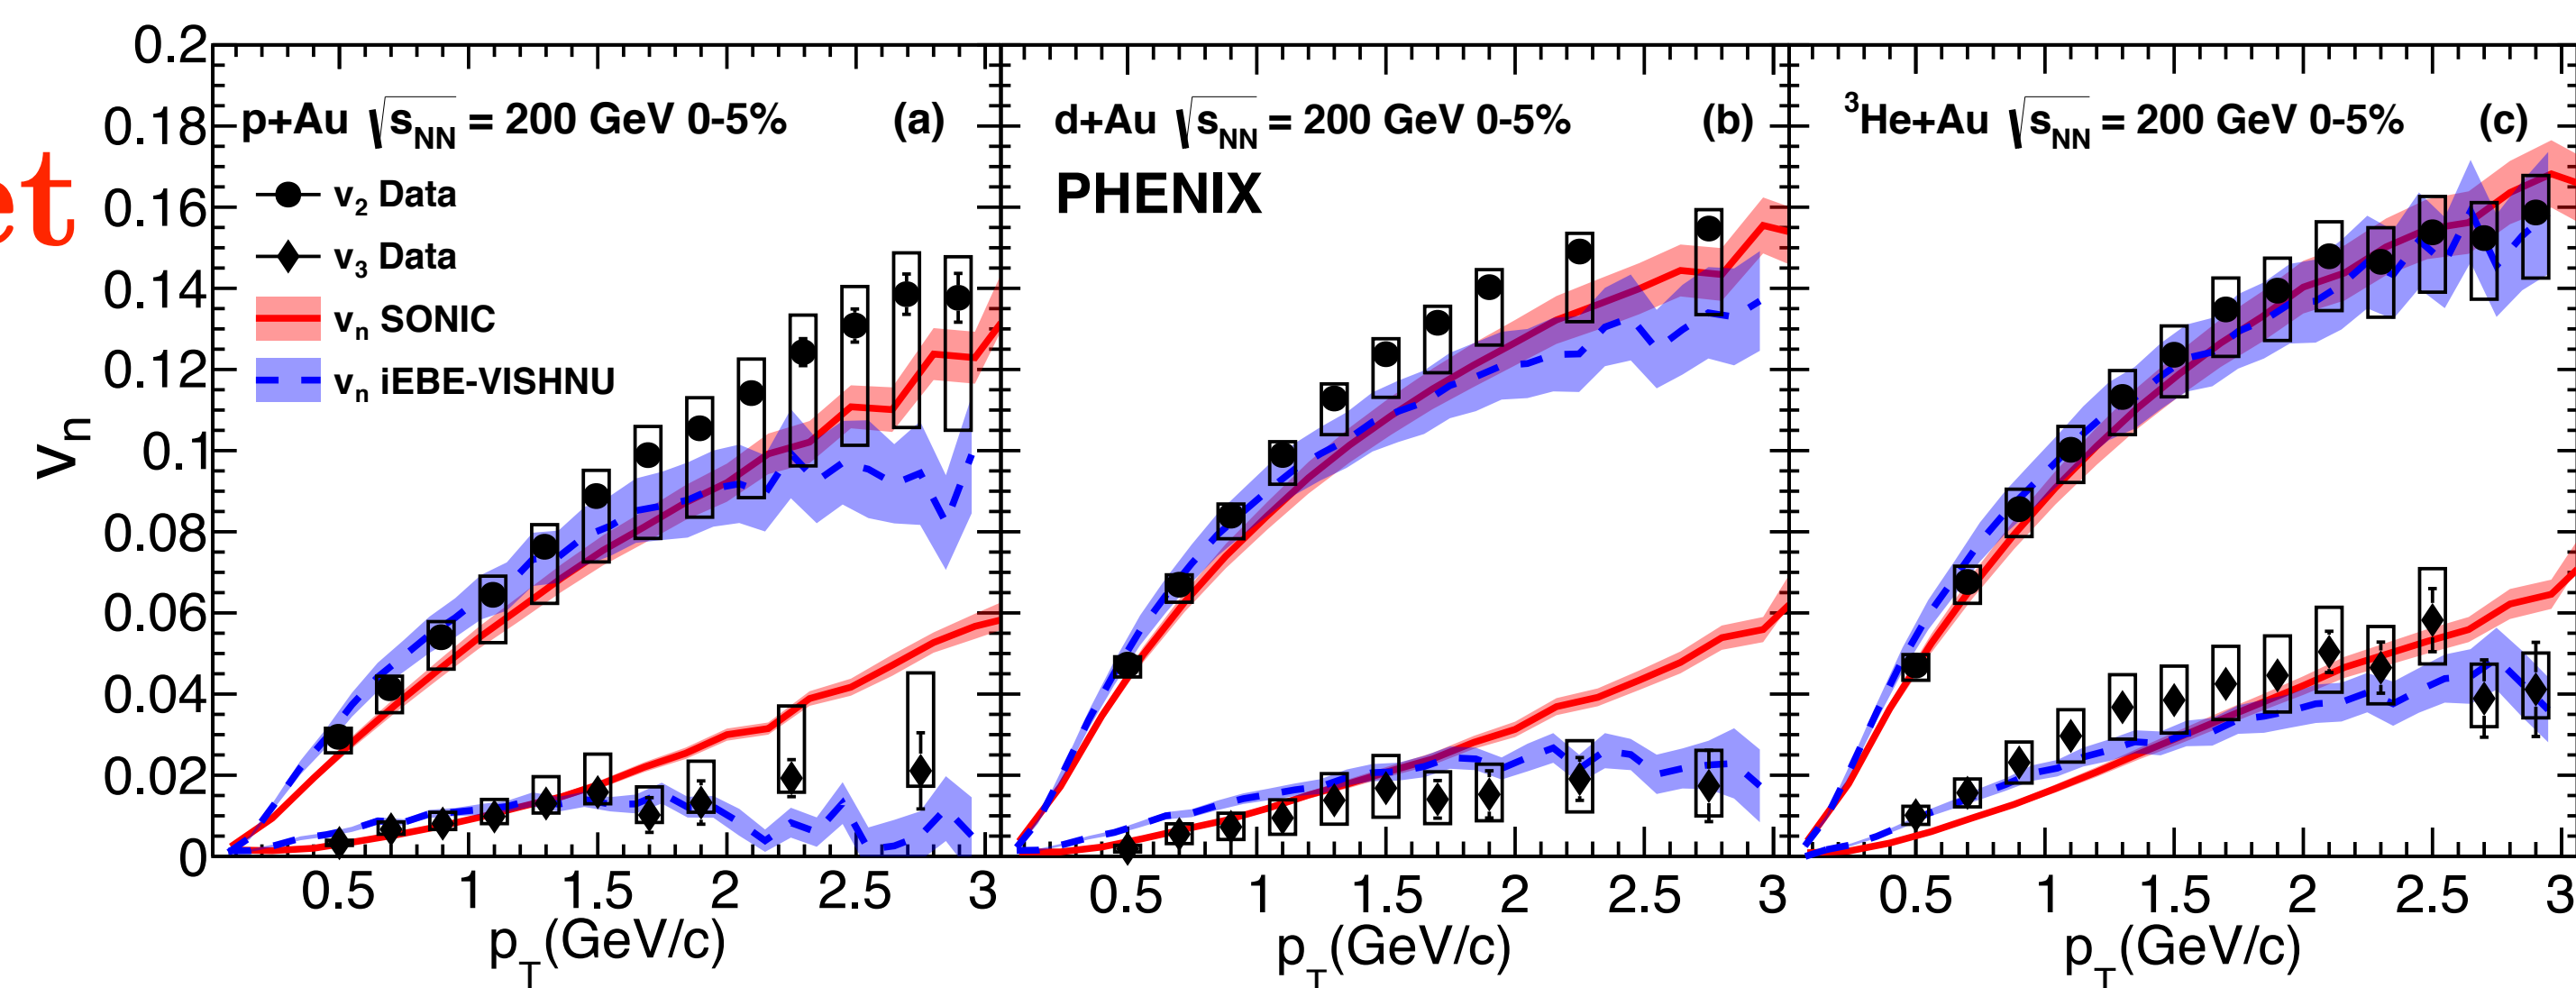 et
p+Au √sNN = 200 GeV 0-5% (a)
v2 Data
v3 Data
vn SONIC
vn iEBE-VISHNU
d+Au √sNN = 200 GeV 0-5% (b)
PHENIX
3He+Au √sNN = 200 GeV 0-5% (c)
vn
0.2
0.18
0.16
0.14
0.12
0.1
0.08
0.06
0.04
0.02
0
0.5 1 1.5 2 2.5 3
0.5 1 1.5 2 2.5 3
0.5 1 1.5 2 2.5 3
pT(GeV/c)
pT(GeV/c)
pT(GeV/c)